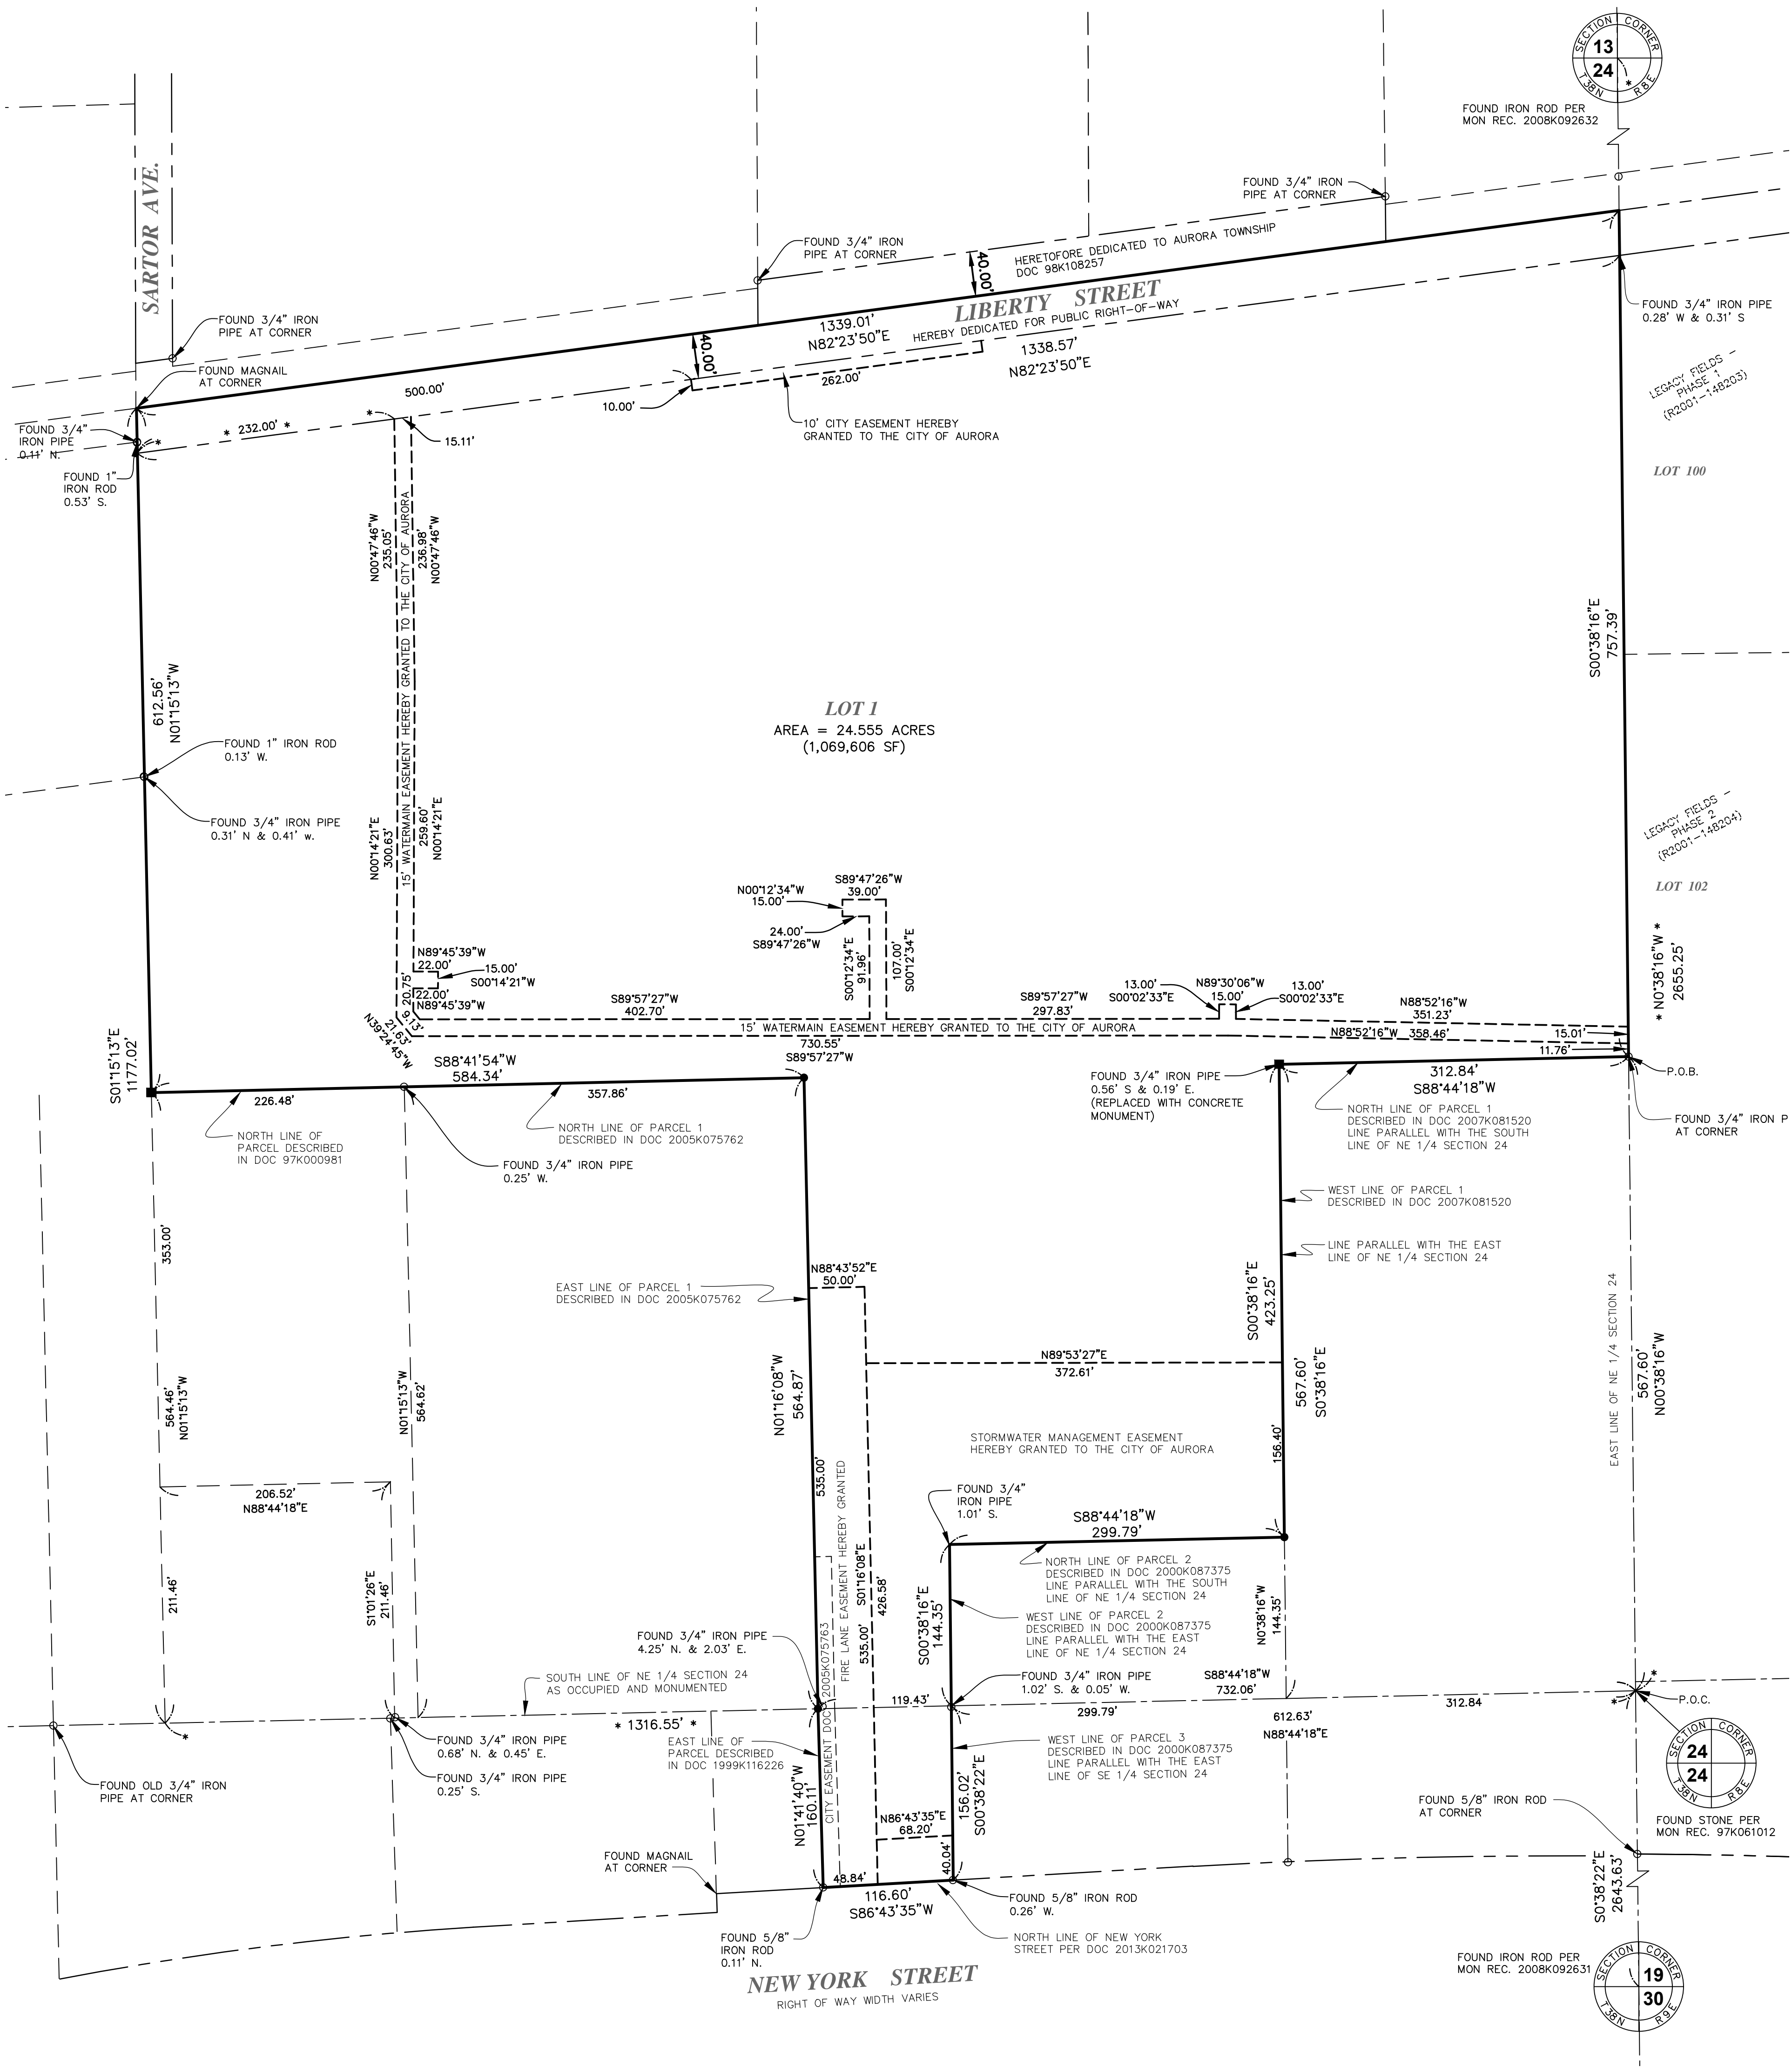 SECTION CORNER
13
24
T38N R8E
*
FOUND IRON ROD PER
MON REC. 2008K092632
SARTOR AVE.
FOUND 3/4" IRON
PIPE AT CORNER
FOUND 3/4" IRON
PIPE AT CORNER
40.00'
HERETOFORE DEDICATED TO AURORA TOWNSHIP
DOC 98K108257
LIBERTY STREET
HEREBY DEDICATED FOR PUBLIC RIGHT-OF-WAY
1339.01'
N82°23'50"E
1338.57'
N82°23'50"E
40.00'
FOUND 3/4" IRON PIPE
0.28' W & 0.31' S
FOUND 3/4" IRON
PIPE AT CORNER
FOUND MAGNAIL
AT CORNER
500.00'
262.00'
10.00'
10' CITY EASEMENT HEREBY
GRANTED TO THE CITY OF AURORA
LEGACY FIELDS -
PHASE 1
(R2001-148203)
LOT 100
FOUND 3/4"
IRON PIPE
0.11' N.
* 232.00' *
*
*
15.11'
FOUND 1"
IRON ROD
0.53' S.
N00°47'46"W
235.05'
236.98'
N00°47'46"W
15' WATERMAIN EASEMENT HEREBY GRANTED TO THE CITY OF AURORA
S00°38'16"E
757.39'
612.56'
N01°15'13"W
LOT 1
AREA = 24.555 ACRES
(1,069,606 SF)
FOUND 1" IRON ROD
0.13' W.
FOUND 3/4" IRON PIPE
0.31' N & 0.41' w.
N00°14'21"E
300.63'
259.60'
N00°14'21"E
LEGACY FIELDS -
PHASE 2
(R2001-148204)
LOT 102
* N0°38'16"W *
2655.25'
S89°47'26"W
39.00'
N00°12'34"W
15.00'
24.00'
S89°47'26"W
S00°12'34"E
91.96'
107.00'
S00°12'34"E
N89°45'39"W
22.00'
15.00'
S00°14'21"W
22.00'
N89°45'39"W
20.75'
9.13'
21.63'
N39°24'45"W
S89°57'27"W
402.70'
S89°57'27"W
297.83'
13.00'
S00°02'33"E
N89°30'06"W
15.00'
13.00'
S00°02'33"E
N88°52'16"W
351.23'
15' WATERMAIN EASEMENT HEREBY GRANTED TO THE CITY OF AURORA
N88°52'16"W 358.46'
15.01'
11.76'
730.55'
S89°57'27"W
S01°15'13"E
1177.02'
S88°41'54"W
584.34'
226.48'
357.86'
NORTH LINE OF
PARCEL DESCRIBED
IN DOC 97K000981
NORTH LINE OF PARCEL 1
DESCRIBED IN DOC 2005K075762
FOUND 3/4" IRON PIPE
0.25' W.
FOUND 3/4" IRON PIPE
0.56' S & 0.19' E.
(REPLACED WITH CONCRETE
MONUMENT)
312.84'
S88°44'18"W
P.O.B.
NORTH LINE OF PARCEL 1
DESCRIBED IN DOC 2007K081520
LINE PARALLEL WITH THE SOUTH
LINE OF NE 1/4 SECTION 24
FOUND 3/4" IRON P
AT CORNER
WEST LINE OF PARCEL 1
DESCRIBED IN DOC 2007K081520
LINE PARALLEL WITH THE EAST
LINE OF NE 1/4 SECTION 24
353.00'
EAST LINE OF PARCEL 1
DESCRIBED IN DOC 2005K075762
N88°43'52"E
50.00'
S00°38'16"E
423.25'
567.60'
S0°38'16"E
EAST LINE OF NE 1/4 SECTION 24
567.60'
N00°38'16"W
N89°53'27"E
372.61'
N01°16'08"W
564.87'
564.46'
N01°15'13"W
N01°15'13"W
564.62'
STORMWATER MANAGEMENT EASEMENT
HEREBY GRANTED TO THE CITY OF AURORA
156.40'
535.00'
FIRE LANE EASEMENT HEREBY GRANTED
S01°16'08"E
426.58'
535.00'
206.52'
N88°44'18"E
FOUND 3/4"
IRON PIPE
1.01' S.
S88°44'18"W
299.79'
NORTH LINE OF PARCEL 2
DESCRIBED IN DOC 2000K087375
LINE PARALLEL WITH THE SOUTH
LINE OF NE 1/4 SECTION 24
WEST LINE OF PARCEL 2
DESCRIBED IN DOC 2000K087375
LINE PARALLEL WITH THE EAST
LINE OF NE 1/4 SECTION 24
211.46'
S1°01'26"E
211.46'
S00°38'16"E
144.35'
N0°38'16"W
144.35'
FOUND 3/4" IRON PIPE
4.25' N. & 2.03' E.
CITY EASEMENT DOC 2005K075763
SOUTH LINE OF NE 1/4 SECTION 24
AS OCCUPIED AND MONUMENTED
FOUND 3/4" IRON PIPE
1.02' S. & 0.05' W.
S88°44'18"W
732.06'
119.43'
299.79'
612.63'
N88°44'18"E
312.84
*
*
P.O.C.
*
* 1316.55' *
FOUND 3/4" IRON PIPE
0.68' N. & 0.45' E.
FOUND 3/4" IRON PIPE
0.25' S.
FOUND OLD 3/4" IRON
PIPE AT CORNER
EAST LINE OF
PARCEL DESCRIBED
IN DOC 1999K116226
WEST LINE OF PARCEL 3
DESCRIBED IN DOC 2000K087375
LINE PARALLEL WITH THE EAST
LINE OF SE 1/4 SECTION 24
SECTION CORNER
24
24
T38N R8E
FOUND STONE PER
MON REC. 97K061012
N01°41'40"W
160.11'
N86°43'35"E
68.20'
156.02'
S00°38'22"E
40.04'
FOUND 5/8" IRON ROD
AT CORNER
FOUND MAGNAIL
AT CORNER
48.84'
116.60'
S86°43'35"W
FOUND 5/8" IRON ROD
0.26' W.
S0°38'22"E
2643.63'
FOUND 5/8"
IRON ROD
0.11' N.
NORTH LINE OF NEW YORK
STREET PER DOC 2013K021703
NEW YORK STREET
RIGHT OF WAY WIDTH VARIES
FOUND IRON ROD PER
MON REC. 2008K092631
SECTION CORNER
19
30
T38N R9E